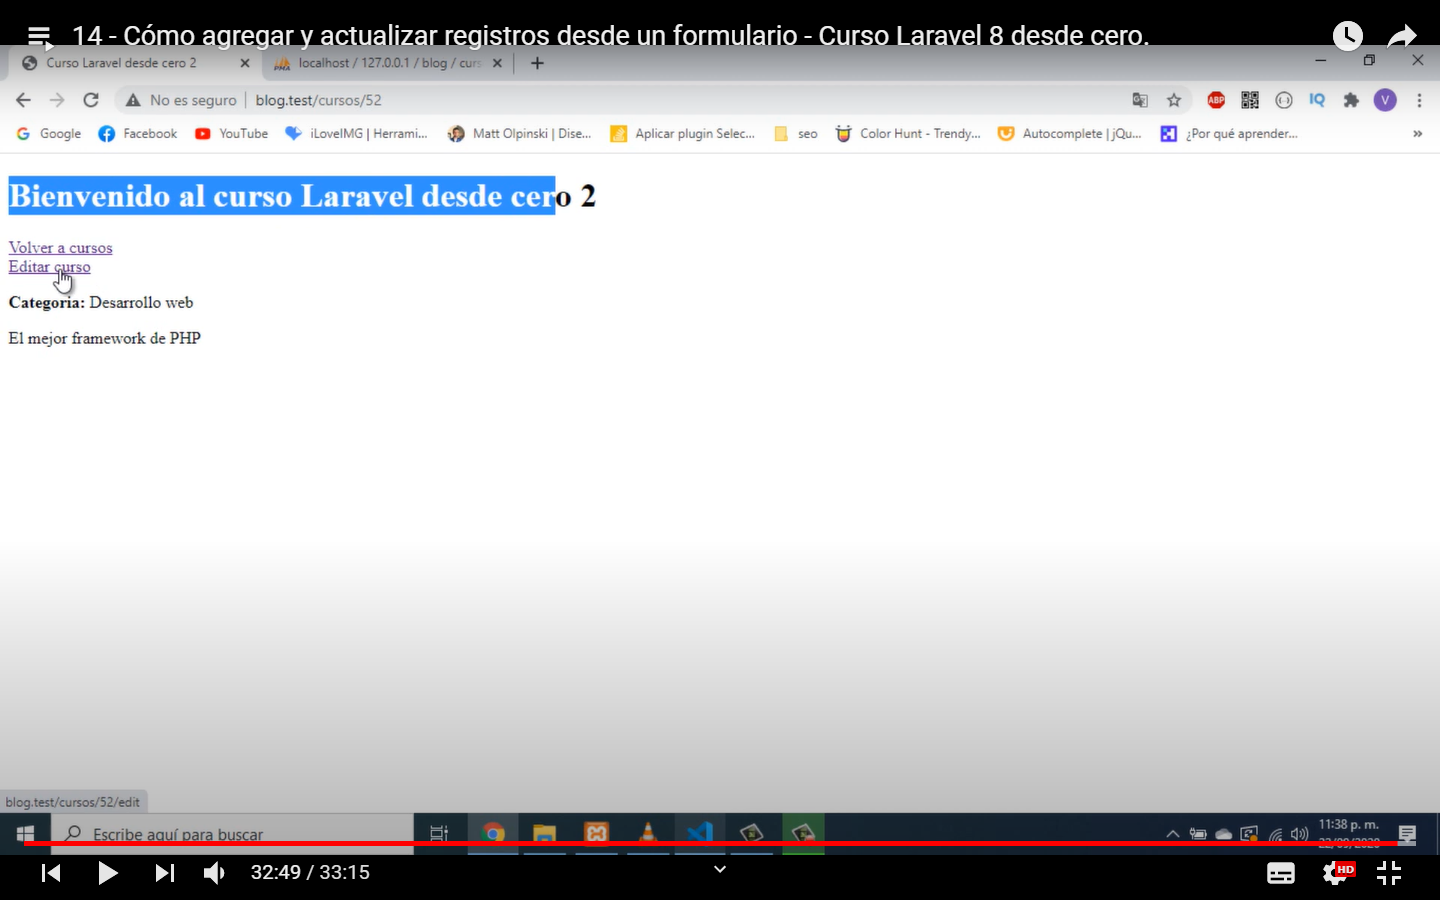 14 - Cómo agregar y actualizar registros desde un formulario - Curso Laravel 8 desde cero.
Curso Laravel desde cero 2
localhost / 127.0.0.1 / blog / curs
No es seguro
blog.test/cursos/52
ABP
IQ
V
Google
Facebook
YouTube
iLoveIMG | Herrami...
Matt Olpinski | Dise...
Aplicar plugin Selec...
seo
Color Hunt - Trendy...
Autocomplete | jQu...
¿Por qué aprender...
»
Bienvenido al curso Laravel desde cero 2
Volver a cursos
Editar curso
Categoria: Desarrollo web
El mejor framework de PHP
blog.test/cursos/52/edit
Escribe aquí para buscar
11:38 p. m.
32:49 / 33:15
HD